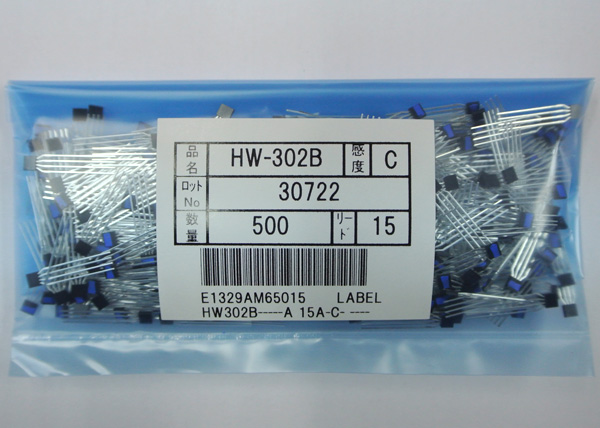 品名 HW-302B 感度 C
ロットNo 30722
数量 500 リード 15
E1329AM65015 LABEL
HW302B-----A 15A-C- ----